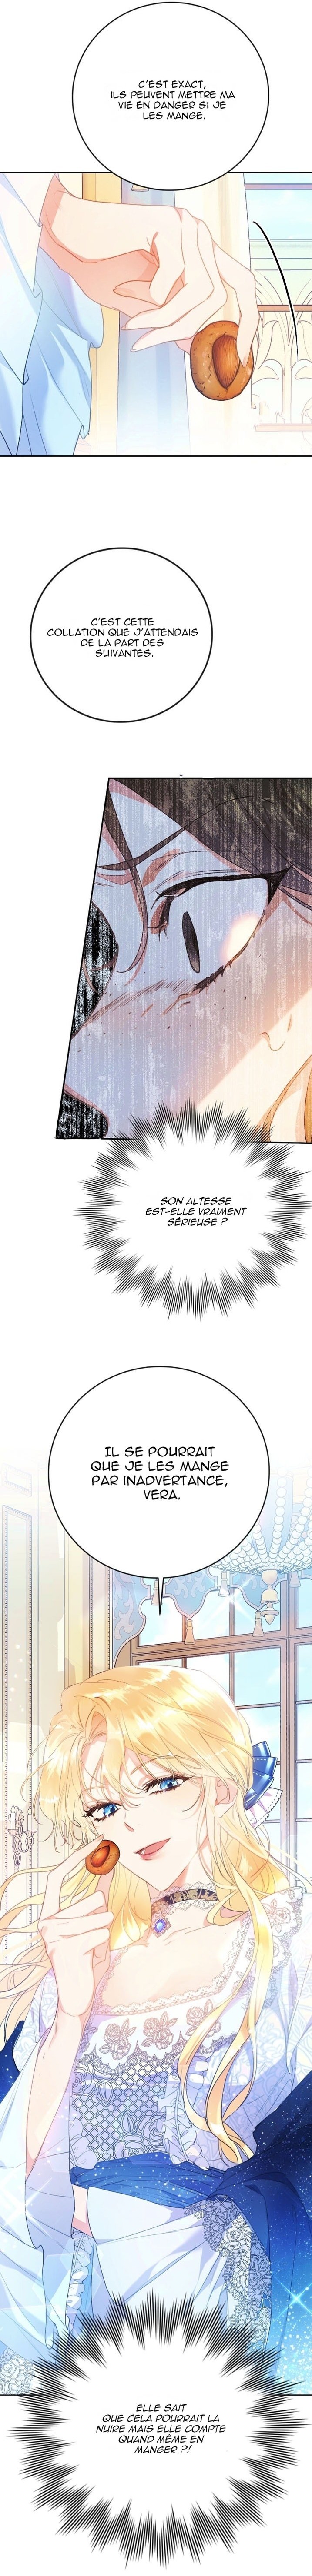 C'EST EXACT,
ILS PEUVENT METTRE MA
VIE EN DANGER SI JE
LES MANGE.
C'EST CETTE
COLLATION QUE J'ATTENDAIS
DE LA PART DES
SUIVANTES.
SON ALTESSE
EST-ELLE VRAIMENT
SÉRIEUSE ?
IL SE POURRAIT
QUE JE LES MANGE
PAR INADVERTANCE,
VERA.
ELLE SAIT
QUE CELA POURRAIT LA
NUIRE MAIS ELLE COMPTE
QUAND MÊME EN
MANGER ?!